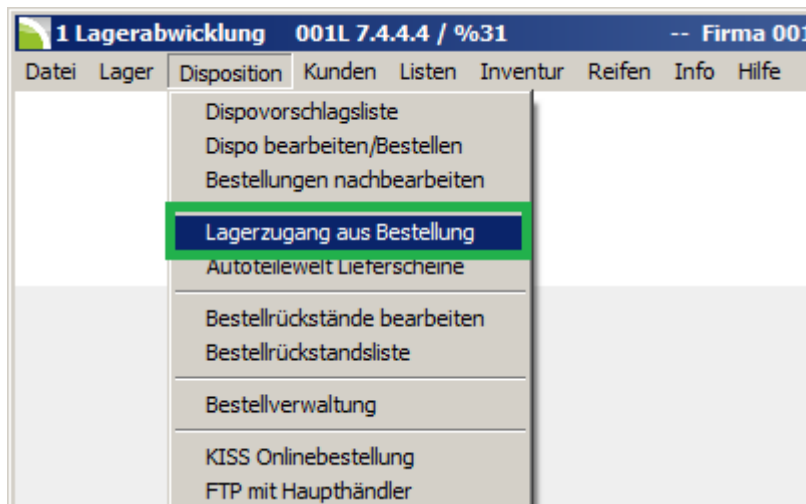 1 Lagerabwicklung 001L 7.4.4.4 / %31 -- Firma 001
Datei Lager Disposition Kunden Listen Inventur Reifen Info Hilfe
Dispovorschlagsliste
Dispo bearbeiten/Bestellen
Bestellungen nachbearbeiten
Lagerzugang aus Bestellung
Autoteilewelt Lieferscheine
Bestellrückstände bearbeiten
Bestellrückstandsliste
Bestellverwaltung
KISS Onlinebestellung
FTP mit Haupthändler